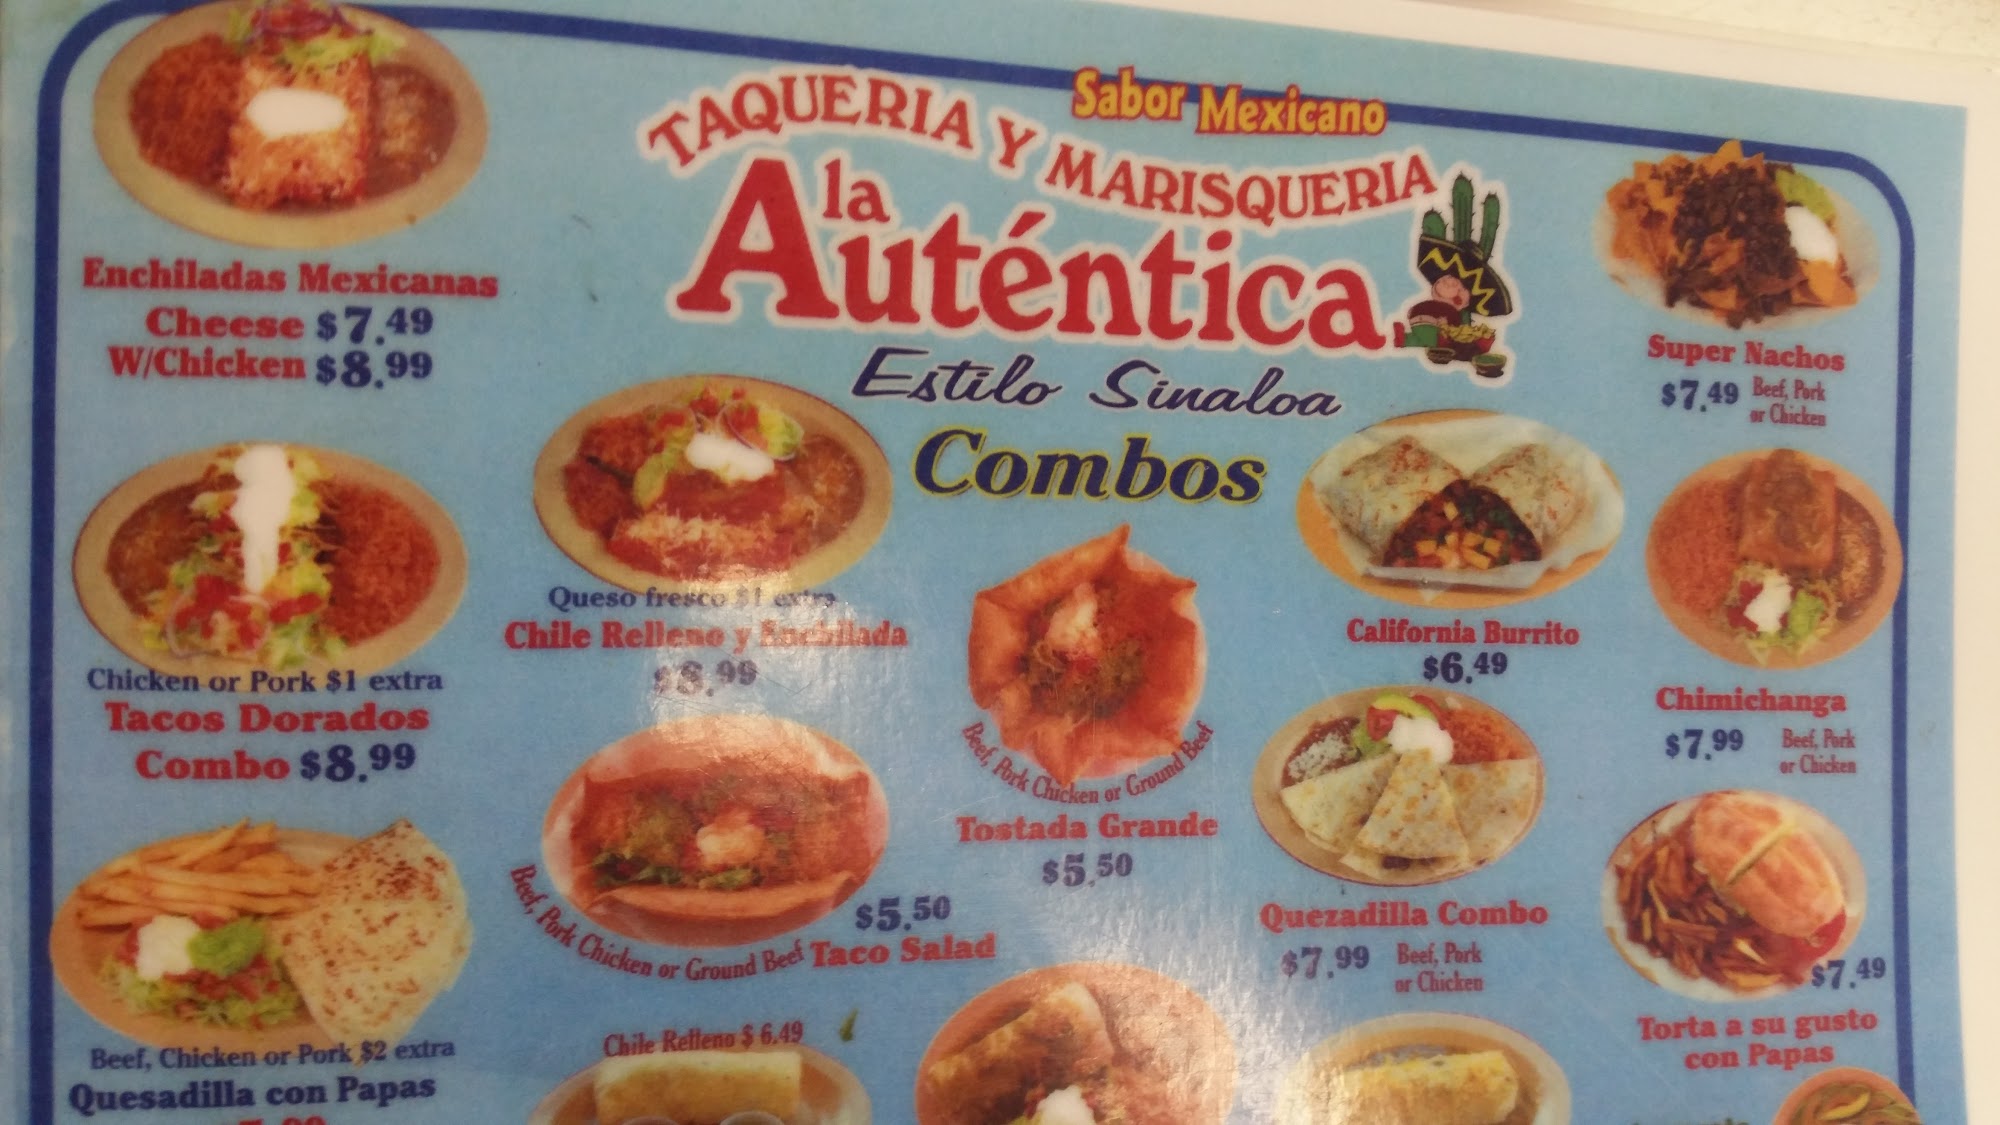 Sabor Mexicano
TAQUERIA Y MARISQUERIA
la
Auténtica
Estilo Sinaloa
Combos
Enchiladas Mexicanas
Cheese $7.49
W/Chicken $8.99
Super Nachos
$7.49 Beef, Pork
or Chicken
Chicken or Pork $1 extra
Tacos Dorados
Combo $8.99
Queso fresco $1 extra
Chile Relleno y Enchilada
$8.99
Beef, Pork Chicken or Ground Beef
Tostada Grande
$5.50
California Burrito
$6.49
Chimichanga
$7.99 Beef, Pork
or Chicken
$5.50
Beef, Pork Chicken or Ground Beef Taco Salad
Quezadilla Combo
$7.99 Beef, Pork
or Chicken
$7.49
Torta a su gusto
con Papas
Beef, Chicken or Pork $2 extra
Quesadilla con Papas
Chile Relleno $ 6.49